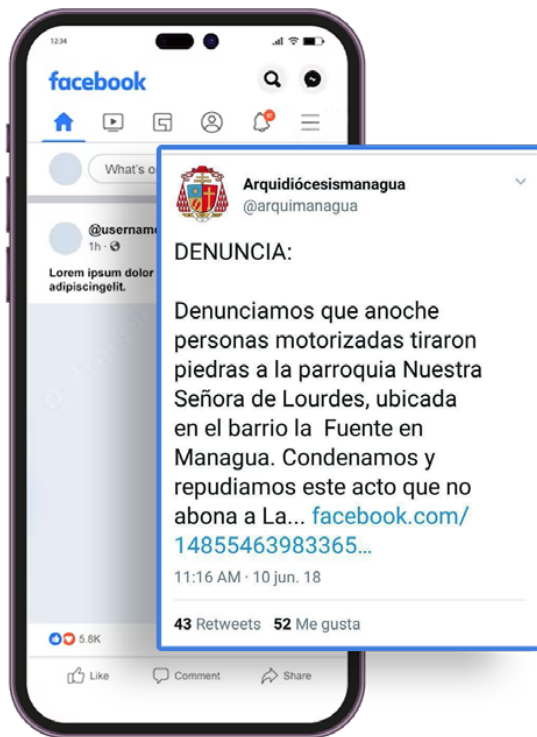 12:34
facebook
What's o
@username
1h ·
Lorem ipsum dolor
adipiscingelit.
Arquidiócesismanagua
@arquimanagua
DENUNCIA:
Denunciamos que anoche
personas motorizadas tiraron
piedras a la parroquia Nuestra
Señora de Lourdes, ubicada
en el barrio la Fuente en
Managua. Condenamos y
repudiamos este acto que no
abona a La... facebook.com/
14855463983365...
11:16 AM · 10 jun. 18
43 Retweets 52 Me gusta
5.8K
Like Comment Share